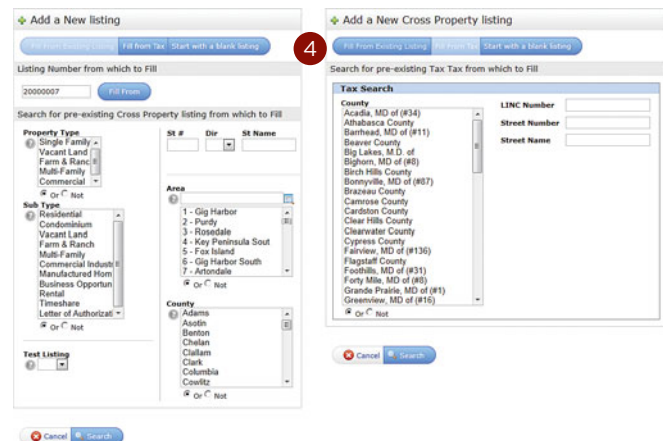 Add a New listing
Fill From Existing Listing Fill from Tax Start with a blank listing
Listing Number from which to Fill
20000007 Fill From
Search for pre-existing Cross Property listing from which to Fill
Property Type
Single Family
Vacant Land
Farm & Ranc
Multi-Family
Commercial
Or Not
Sub Type
Residential
Condominium
Vacant Land
Farm & Ranch
Multi-Family
Commercial Industr
Manufactured Hom
Business Opportun
Rental
Timeshare
Letter of Authorizati
Or Not
Test Listing
St # Dir St Name
Area
1 - Gig Harbor
2 - Purdy
3 - Rosedale
4 - Key Peninsula Sout
5 - Fox Island
6 - Gig Harbor South
7 - Artondale
Or Not
County
Adams
Asotin
Benton
Chelan
Clallam
Clark
Columbia
Cowlitz
Or Not
Cancel Search
4
Add a New Cross Property listing
Fill From Existing Listing Fill From Tax Start with a blank listing
Search for pre-existing Tax Tax from which to Fill
Tax Search
County
Acadia, MD of (#34)
Athabasca County
Barrhead, MD of (#11)
Beaver County
Big Lakes, M.D. of
Bighorn, MD of (#8)
Birch Hills County
Bonnyville, MD of (#87)
Brazeau County
Camrose County
Cardston County
Clear Hills County
Clearwater County
Cypress County
Fairview, MD of (#136)
Flagstaff County
Foothills, MD of (#31)
Forty Mile, MD of (#8)
Grande Prairie, MD of (#1)
Greenview, MD of (#16)
Or Not
LINC Number
Street Number
Street Name
Cancel Search